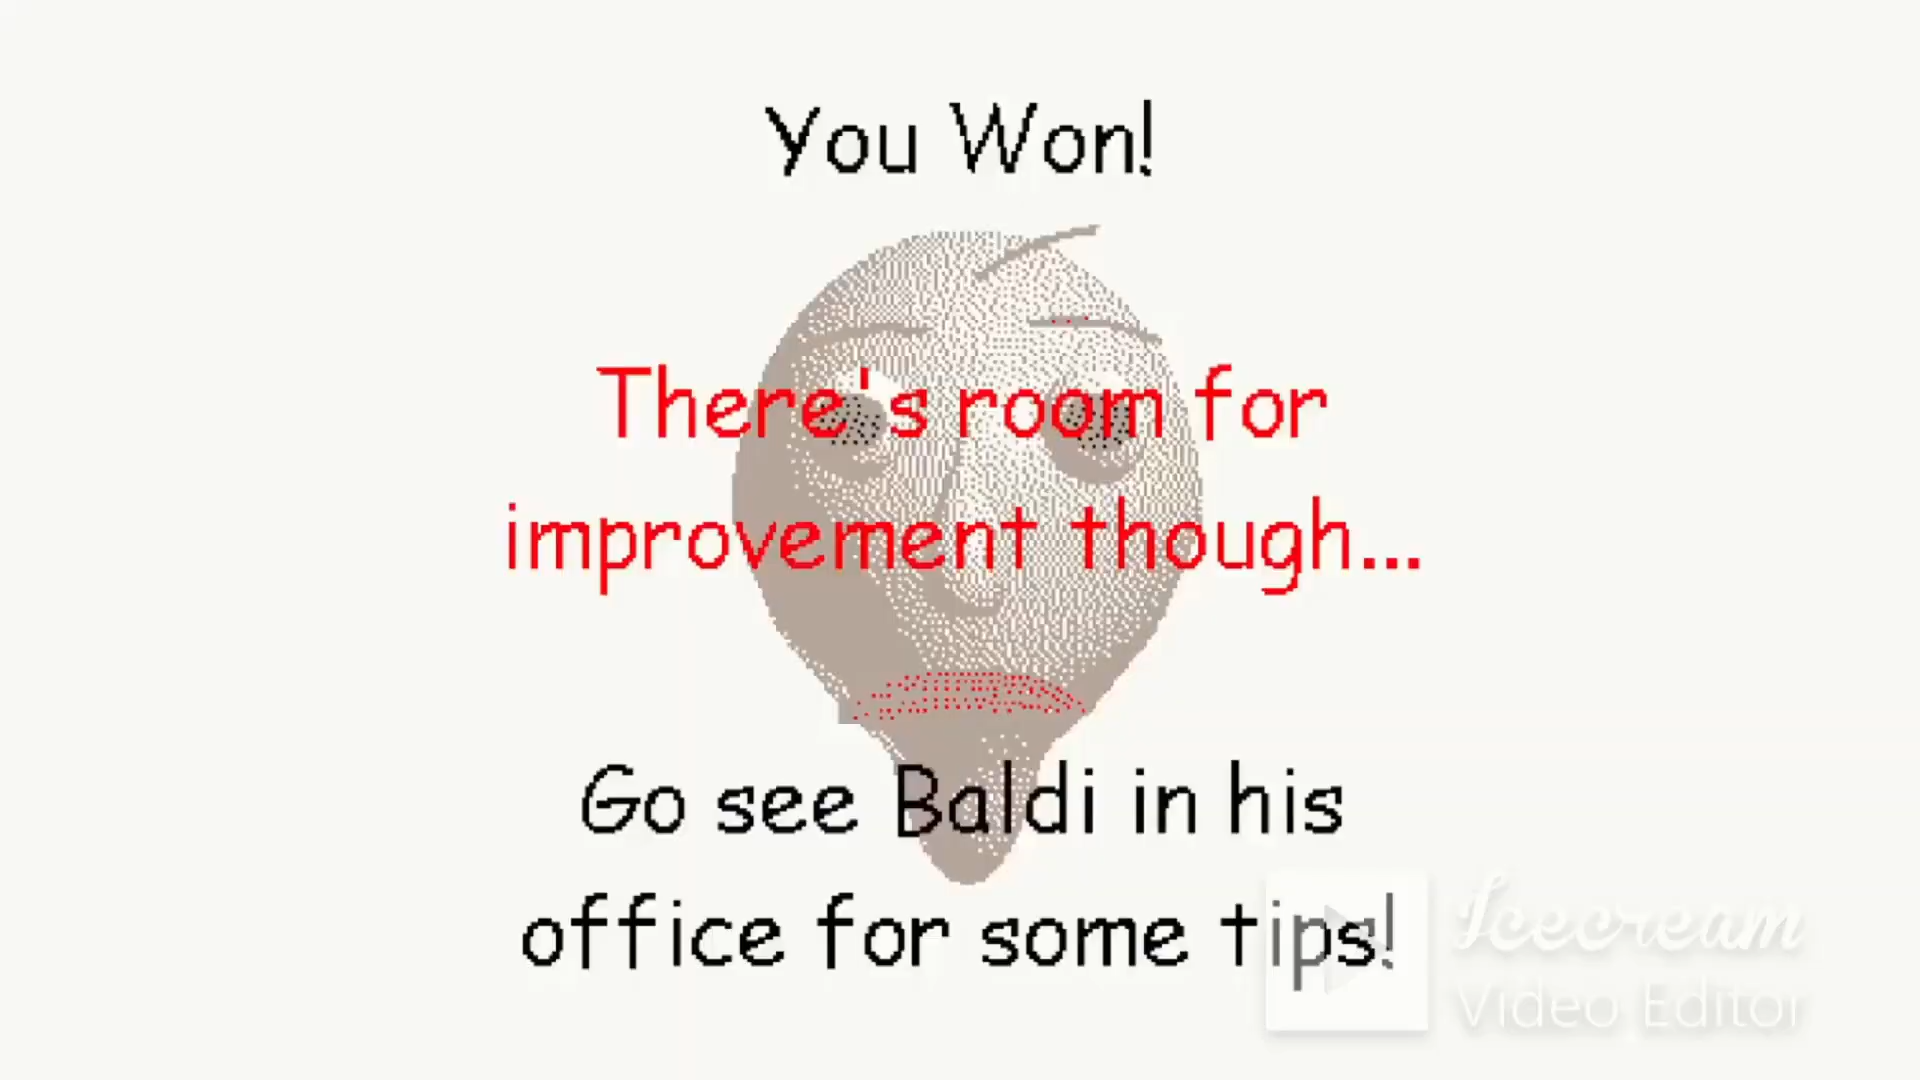 You Won!
There's room for
improvement though...
Go see Baldi in his
office for some tips!
Icecream
Video Editor